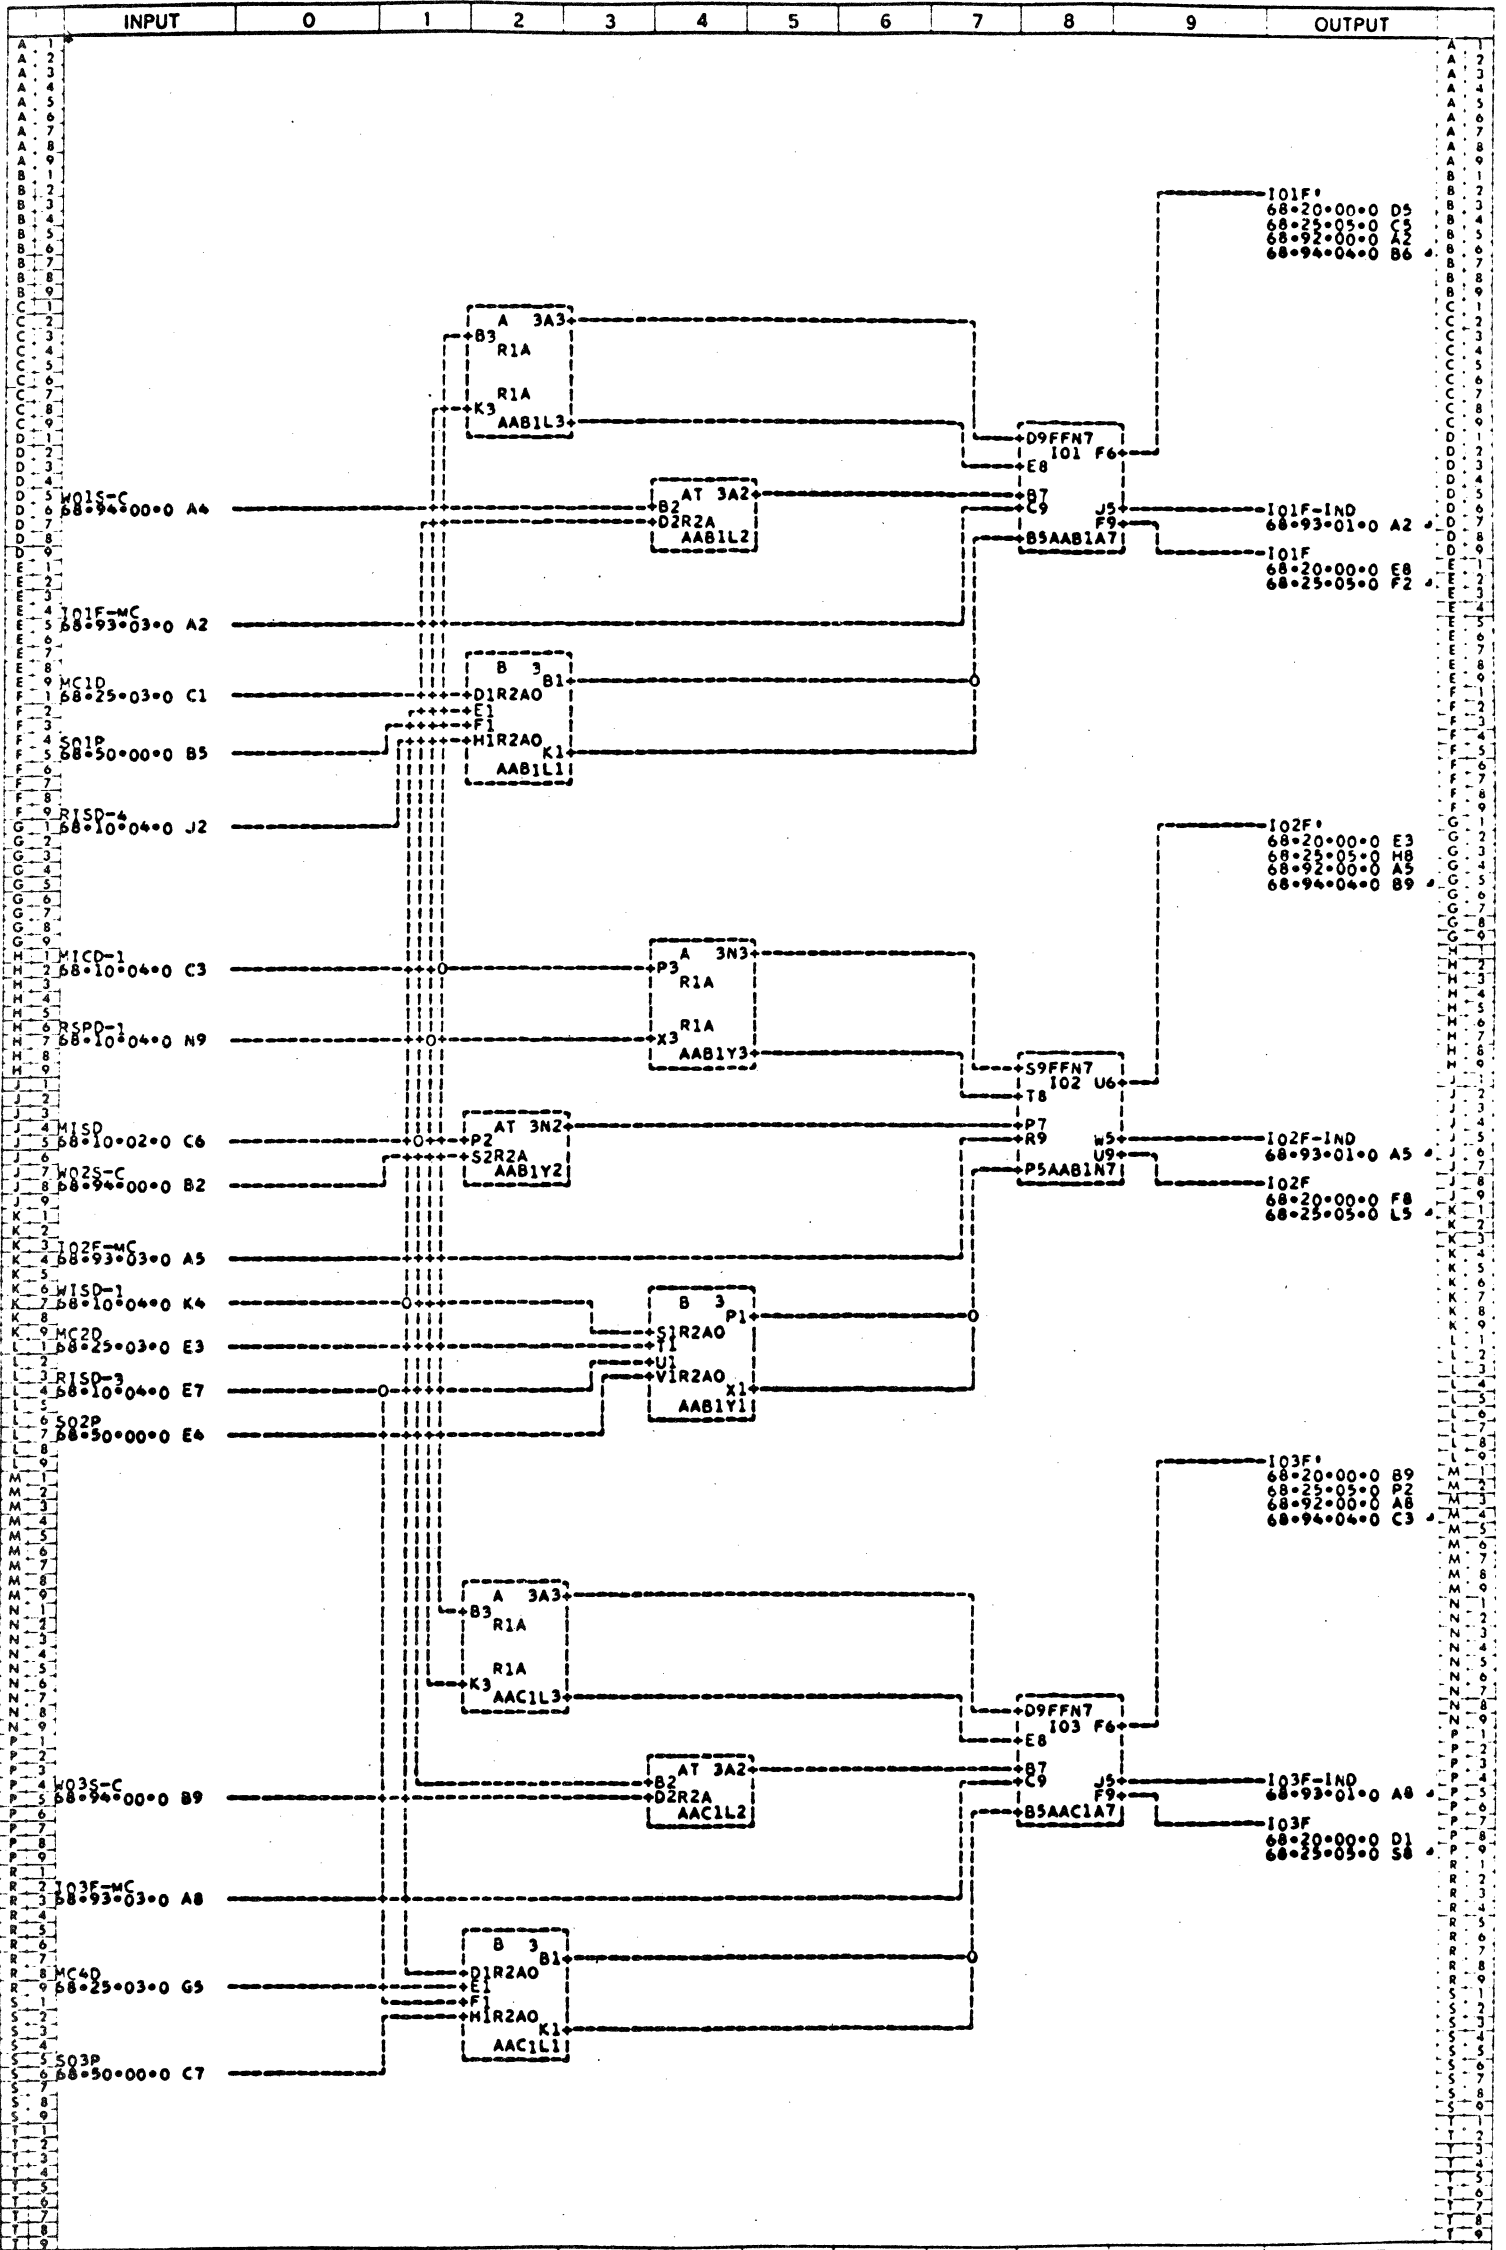 INPUT 0 1 2 3 4 5 6 7 8 9 OUTPUT
I01F'
68•20•00•0 D5
68•25•05•0 C5
68•92•00•0 A2
68•94•04•0 B6
A 3A3
B3
R1A
R1A
K3
AAB1L3
D9FFN7
I01 F6
E8
W01S-C
68•94•00•0 A4
AT 3A2
B2
D2R2A
AAB1L2
B7
C9 J5
F9
B5AAB1A7
I01F-IND
68•93•01•0 A2
I01F
68•20•00•0 E8
68•25•05•0 F2
I01F-MC
68•93•03•0 A2
B 3
B1
MC1D
68•25•03•0 C1
D1R2AO
E1
F1
S01P
68•50•00•0 B5
H1R2AO
K1
AAB1L1
RISD-4
68•10•04•0 J2
I02F'
68•20•00•0 E3
68•25•05•0 H8
68•92•00•0 A5
68•94•04•0 B9
MICD-1
68•10•04•0 C3
A 3N3
P3
R1A
RSPD-1
68•10•04•0 N9
R1A
X3
AAB1Y3
S9FFN7
I02 U6
T8
MISD
68•10•02•0 C6
AT 3N2
P2
S2R2A
AAB1Y2
P7
R9 W5
U9
P5AAB1N7
I02F-IND
68•93•01•0 A5
W02S-C
68•94•00•0 B2
I02F
68•20•00•0 F8
68•25•05•0 L5
I02F-MC
68•93•03•0 A5
WISD-1
68•10•04•0 K4
B 3
P1
S1R2AO
MC2D
68•25•03•0 E3
T1
U1
RISD-3
68•10•04•0 E7
V1R2AO
X1
AAB1Y1
S02P
68•50•00•0 E4
I03F'
68•20•00•0 B9
68•25•05•0 P2
68•92•00•0 A8
68•94•04•0 C3
A 3A3
B3
R1A
R1A
K3
AAC1L3
D9FFN7
I03 F6
E8
W03S-C
68•94•00•0 B9
AT 3A2
B2
D2R2A
AAC1L2
B7
C9 J5
F9
B5AAC1A7
I03F-IND
68•93•01•0 A8
I03F
68•20•00•0 D1
68•25•05•0 S8
I03F-MC
68•93•03•0 A8
B 3
B1
MC4D
68•25•03•0 G5
D1R2AO
E1
F1
H1R2AO
K1
AAC1L1
S03P
68•50•00•0 C7